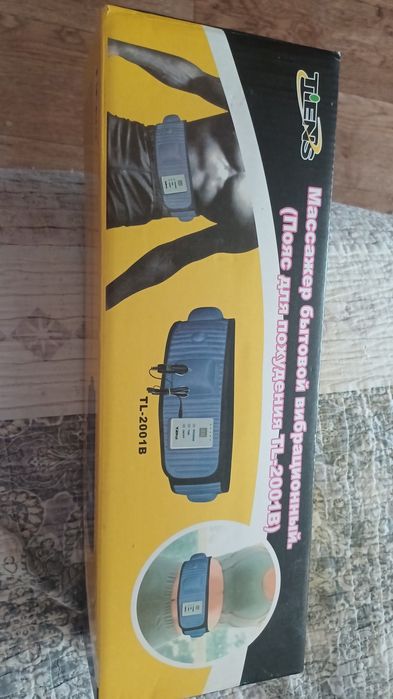 TIENS
Массажер бытовой вибрационный.
(Пояс для похудения TL-2001B)
TL-2001B